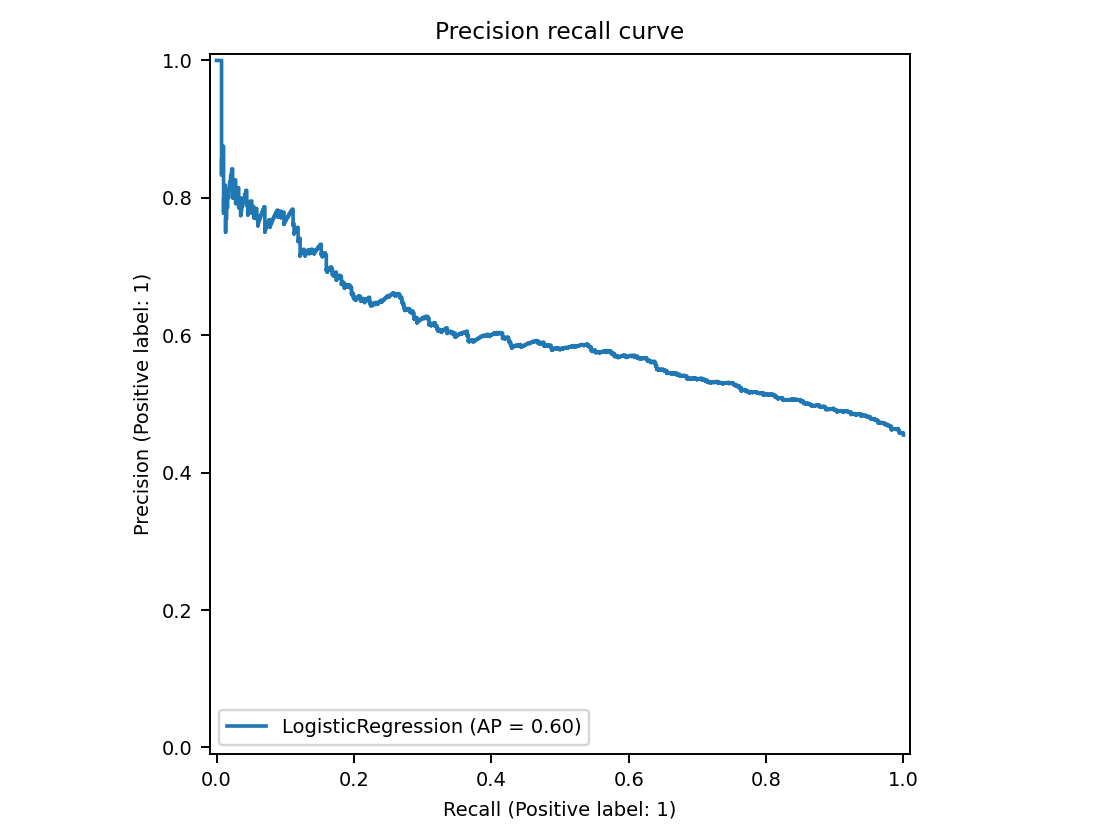 Precision recall curve
1.0
0.8
0.6
0.4
0.2
0.0
Precision (Positive label: 1)
LogisticRegression (AP = 0.60)
0.0 0.2 0.4 0.6 0.8 1.0
Recall (Positive label: 1)